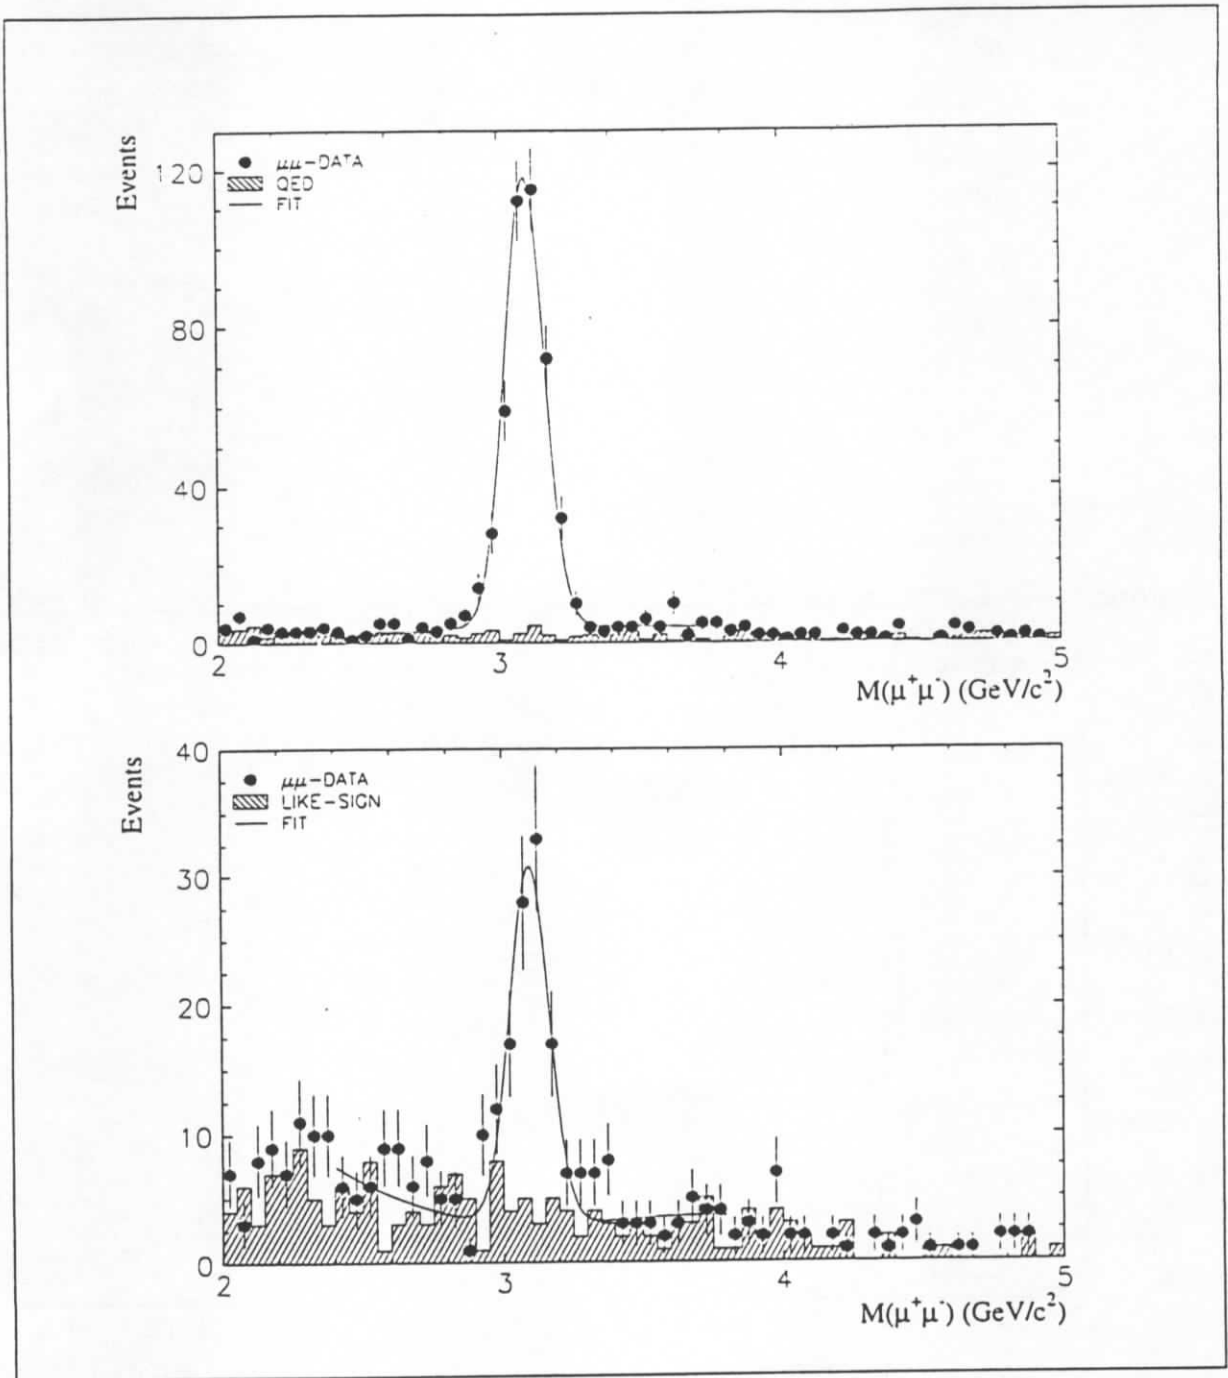 Events
120
80
40
0
● μμ-DATA
QED
— FIT
2 3 4 5
M(μ⁺μ⁻) (GeV/c²)
Events
40
30
20
10
0
● μμ-DATA
LIKE-SIGN
— FIT
2 3 4 5
M(μ⁺μ⁻) (GeV/c²)